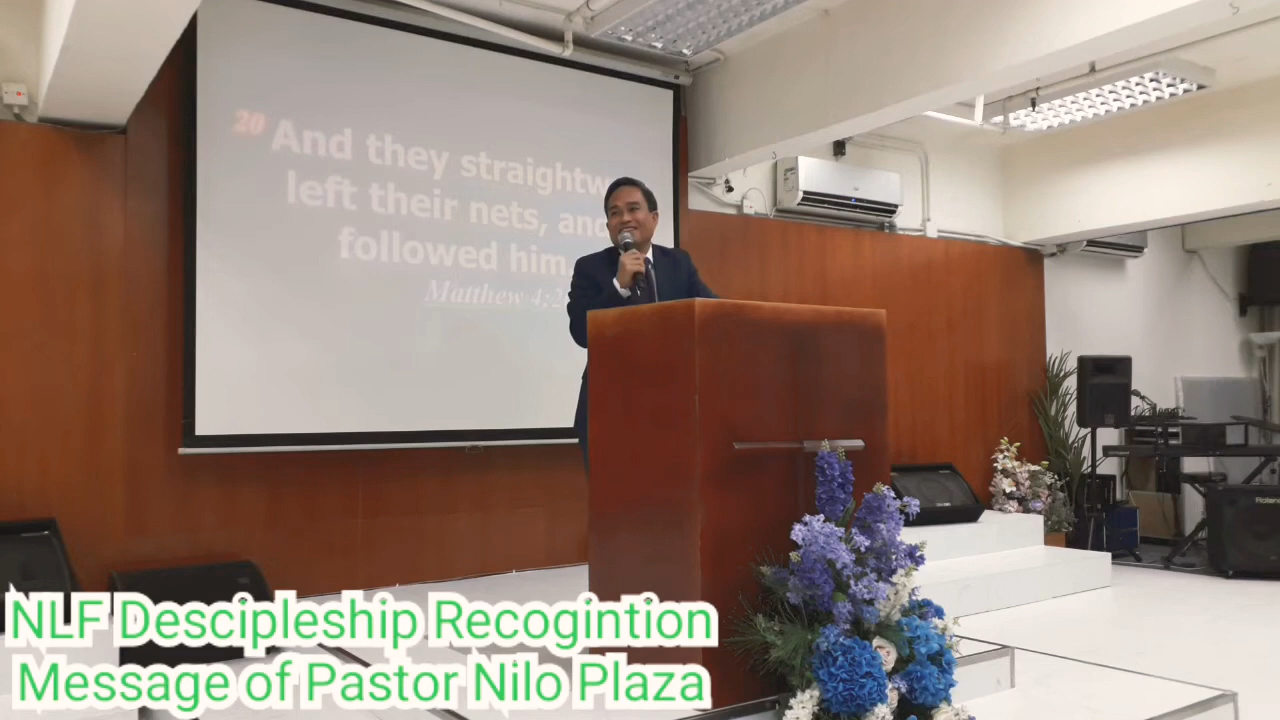 20 And they straightw
left their nets, and
followed him.
Matthew 4:2
Roland
NLF Descipleship Recogintion
Message of Pastor Nilo Plaza